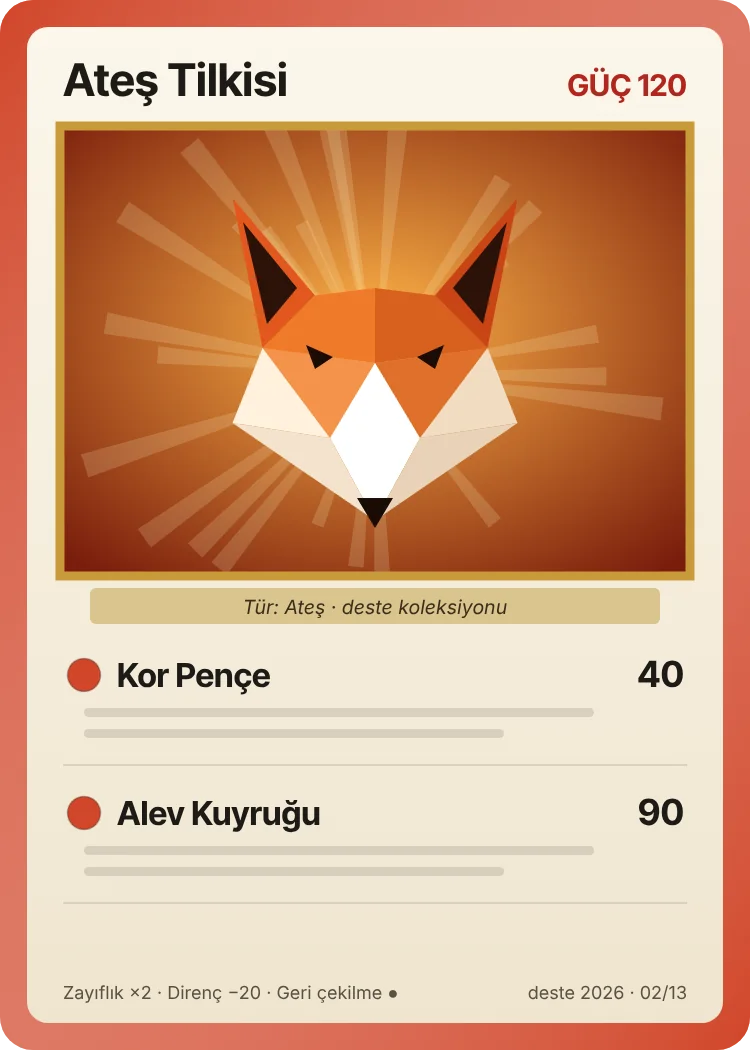 Ateş Tilkisi GÜÇ 120
Tür: Ateş · deste koleksiyonu
Kor Pençe 40
Alev Kuyruğu 90
Zayıflık ×2 · Direnç −20 · Geri çekilme ● deste 2026 · 02/13